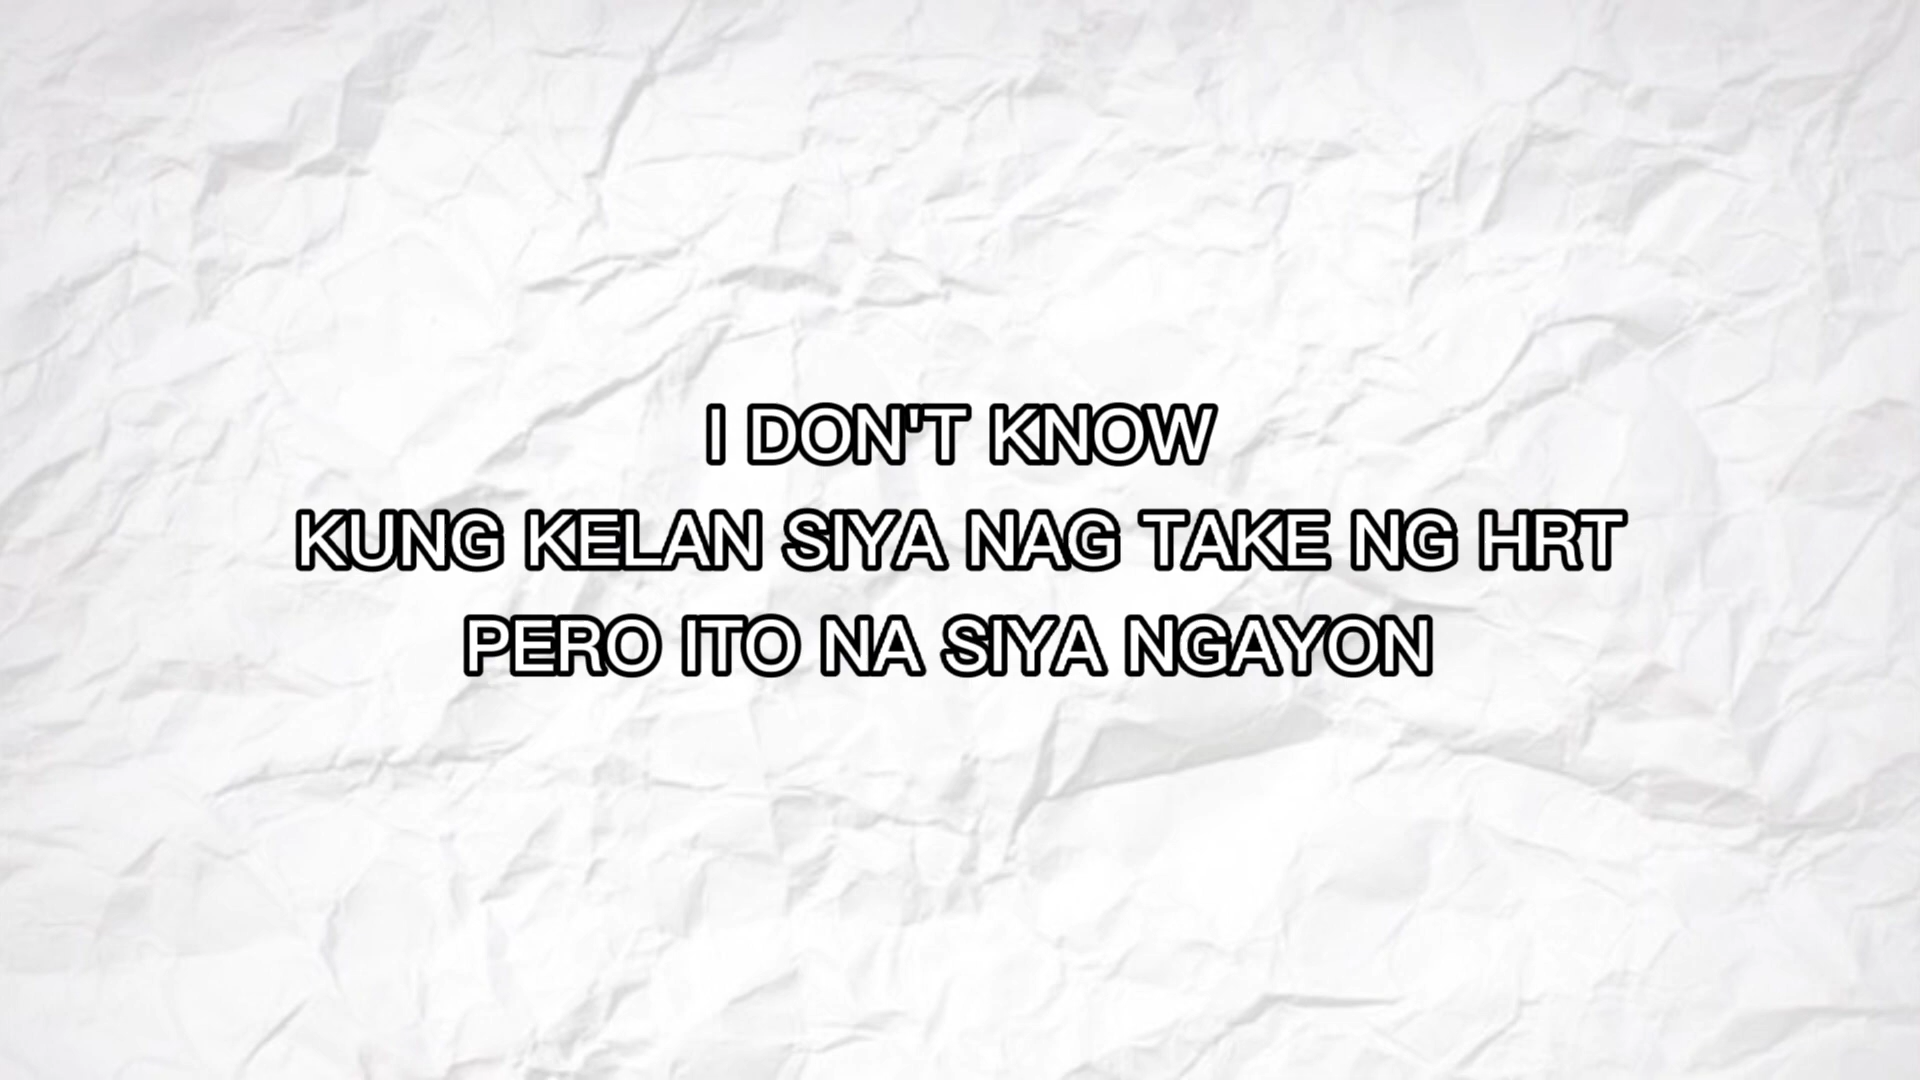 I DON'T KNOW
KUNG KELAN SIYA NAG TAKE NG HRT
PERO ITO NA SIYA NGAYON